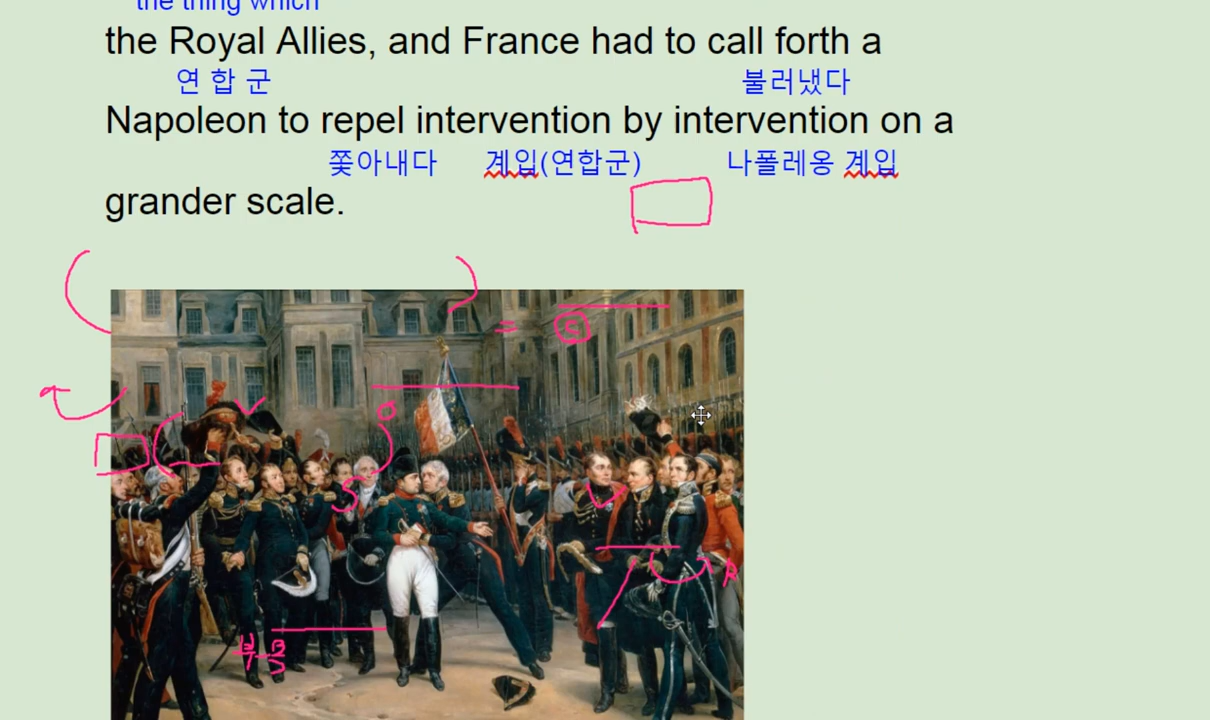 the thing which
the Royal Allies, and France had to call forth a
연 합 군 불러냈다
Napoleon to repel intervention by intervention on a
쫓아내다 계입(연합군) 나폴레옹 계입
grander scale.
= C
O
S
P